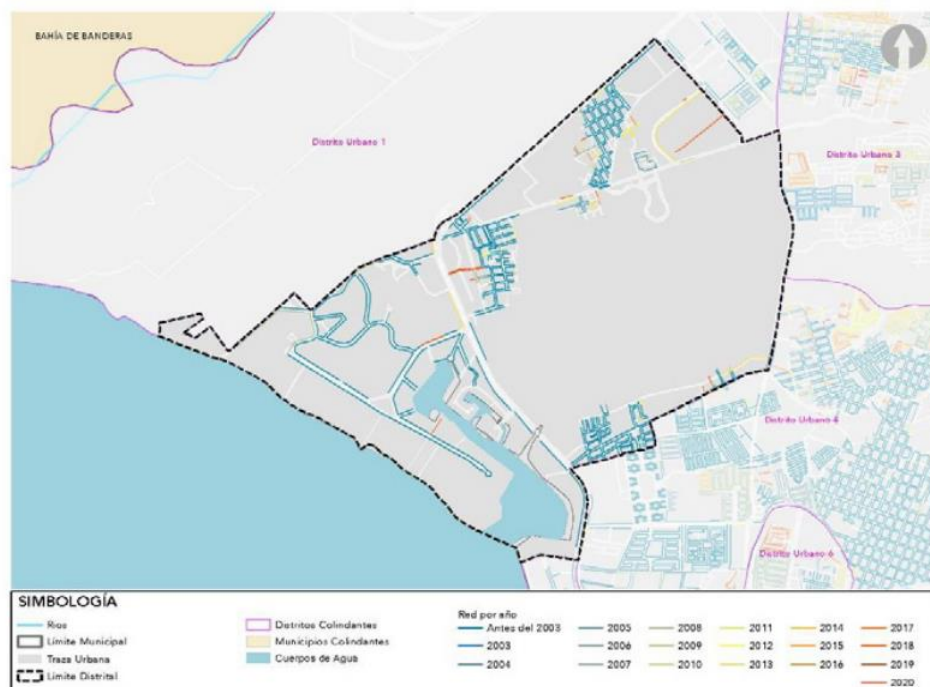 BAHÍA DE BANDERAS
Distrito Urbano 1
Distrito Urbano 3
Distrito Urbano 4
Distrito Urbano 6
SIMBOLOGÍA
Ríos
Límite Municipal
Traza Urbana
Límite Distrital
Distritos Colindantes
Municipios Colindantes
Cuerpos de Agua
Red por año
Antes del 2003
2003
2004
2005
2006
2007
2008
2009
2010
2011
2012
2013
2014
2015
2016
2017
2018
2019
2020